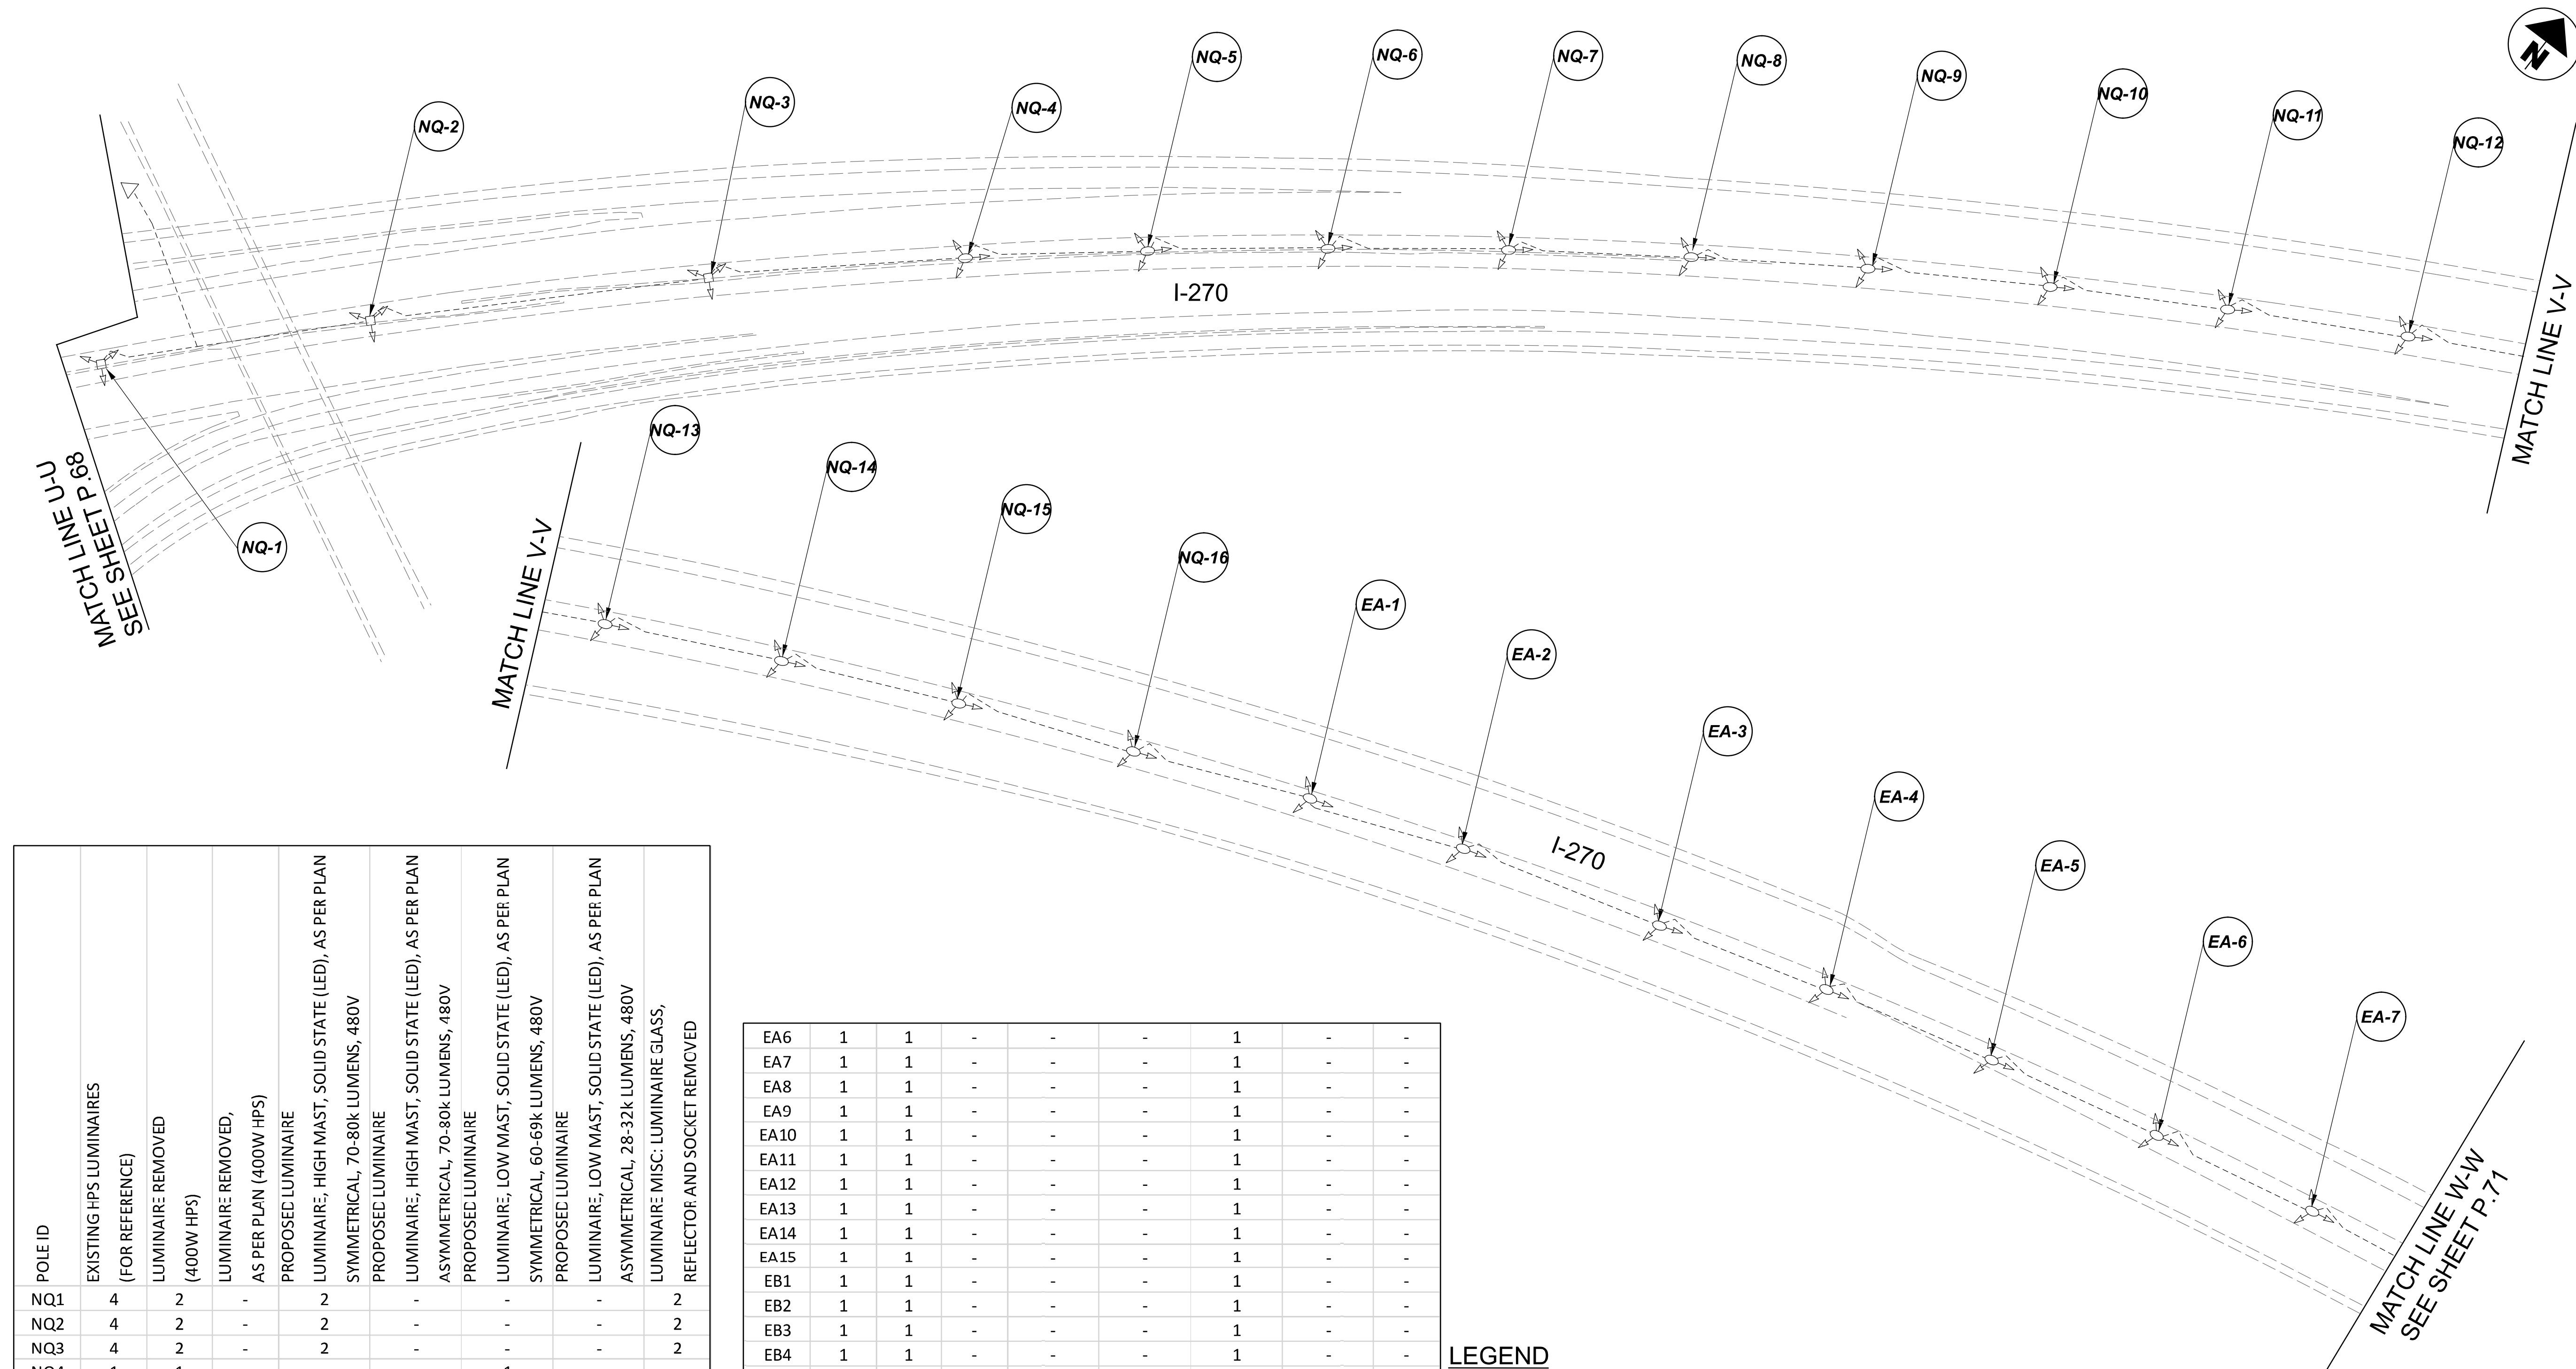 NQ-1
NQ-2
NQ-3
NQ-4
NQ-5
NQ-6
NQ-7
NQ-8
NQ-9
NQ-10
NQ-11
NQ-12
N
I-270
MATCH LINE U-U
SEE SHEET P.68
MATCH LINE V-V
MATCH LINE V-V
NQ-13
NQ-14
NQ-15
NQ-16
EA-1
EA-2
EA-3
EA-4
EA-5
EA-6
EA-7
I-270
MATCH LINE W-W
SEE SHEET P.71
POLE ID
EXISTING HPS LUMINAIRES
(FOR REFERENCE)
LUMINAIRE REMOVED
(400W HPS)
LUMINAIRE REMOVED,
AS PER PLAN (400W HPS)
PROPOSED LUMINAIRE
LUMINAIRE, HIGH MAST, SOLID STATE (LED), AS PER PLAN
SYMMETRICAL, 70-80k LUMENS, 480V
PROPOSED LUMINAIRE
LUMINAIRE, HIGH MAST, SOLID STATE (LED), AS PER PLAN
ASYMMETRICAL, 70-80k LUMENS, 480V
PROPOSED LUMINAIRE
LUMINAIRE, LOW MAST, SOLID STATE (LED), AS PER PLAN
SYMMETRICAL, 60-69k LUMENS, 480V
PROPOSED LUMINAIRE
LUMINAIRE, LOW MAST, SOLID STATE (LED), AS PER PLAN
ASYMMETRICAL, 28-32k LUMENS, 480V
LUMINAIRE MISC: LUMINAIRE GLASS,
REFLECTOR AND SOCKET REMOVED
NQ1 4 2 - 2 - - - 2
NQ2 4 2 - 2 - - - 2
NQ3 4 2 - 2 - - - 2
EA6 1 1 - - - 1 - -
EA7 1 1 - - - 1 - -
EA8 1 1 - - - 1 - -
EA9 1 1 - - - 1 - -
EA10 1 1 - - - 1 - -
EA11 1 1 - - - 1 - -
EA12 1 1 - - - 1 - -
EA13 1 1 - - - 1 - -
EA14 1 1 - - - 1 - -
EA15 1 1 - - - 1 - -
EB1 1 1 - - - 1 - -
EB2 1 1 - - - 1 - -
EB3 1 1 - - - 1 - -
EB4 1 1 - - - 1 - -
LEGEND